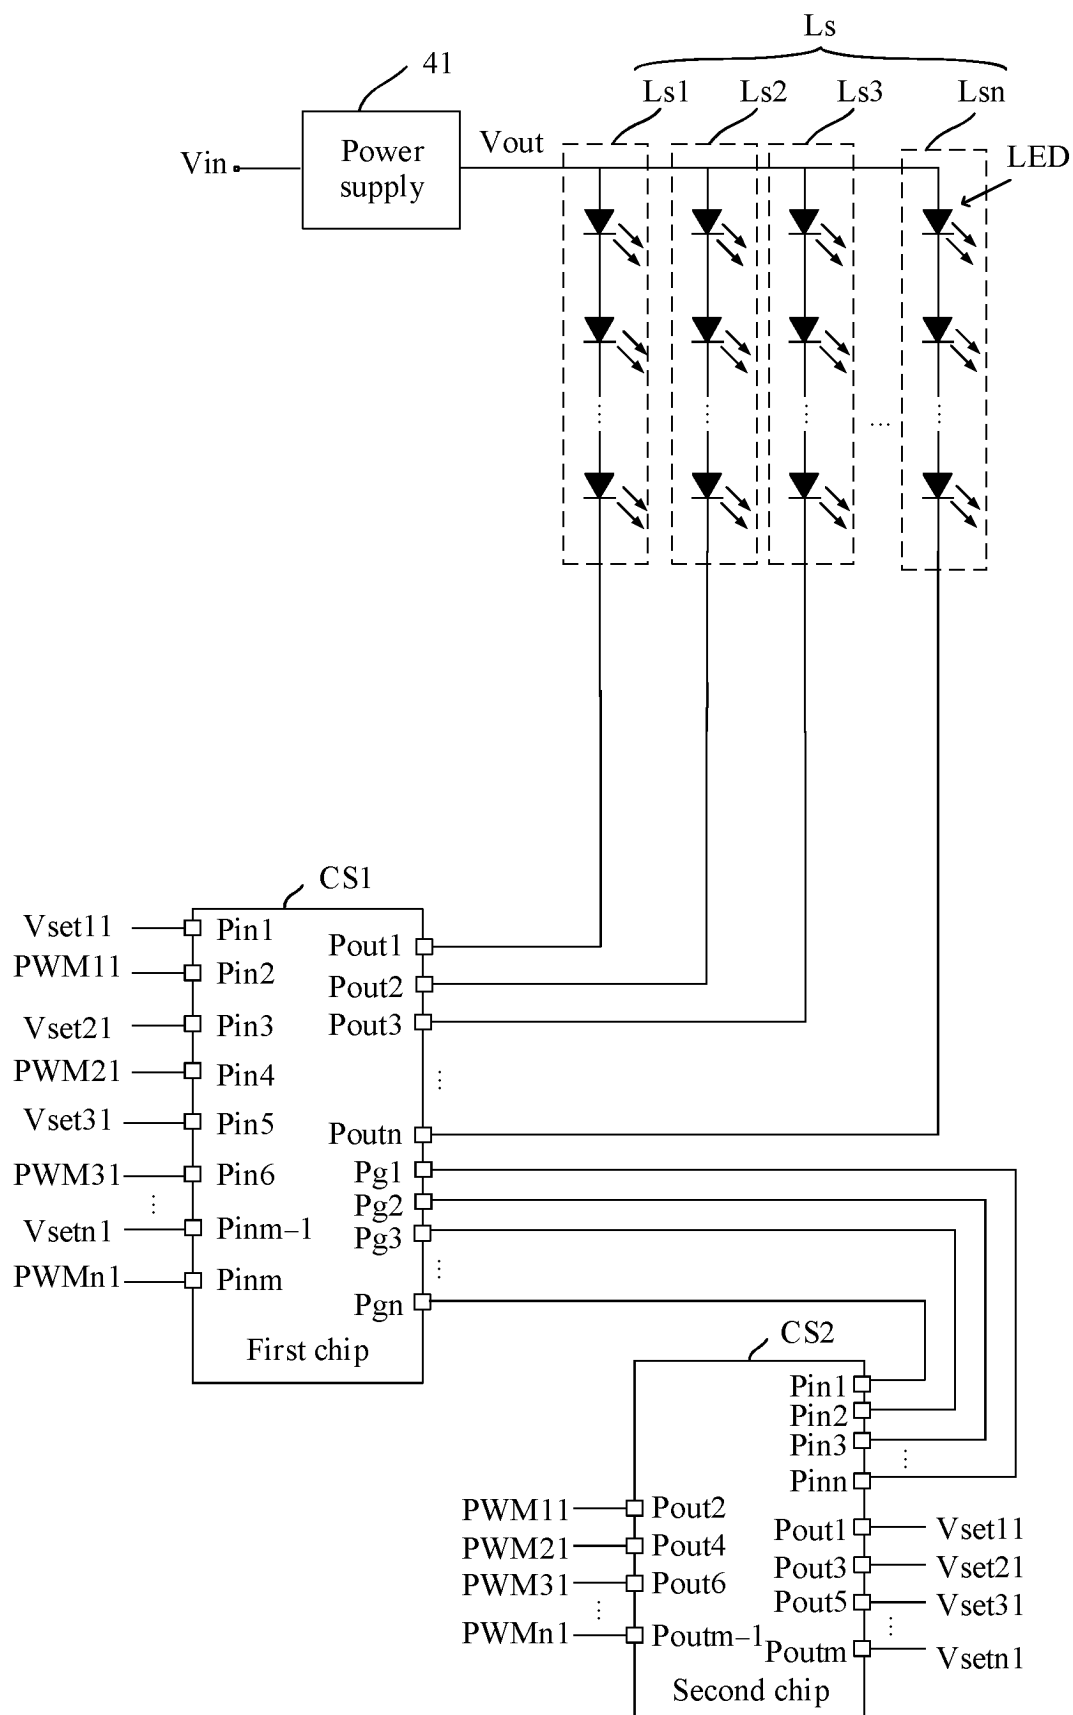 Ls
41
Ls1 Ls2 Ls3 Lsn
Vin
Power
supply
Vout
LED
CS1
Vset11 Pin1
Pout1
PWM11 Pin2
Pout2
Vset21 Pin3
Pout3
PWM21 Pin4
⋮
Vset31 Pin5
Poutn
PWM31 Pin6
Pg1
⋮
Pg2
Vsetn1 Pinm−1
Pg3
⋮
PWMn1 Pinm
Pgn
First chip
CS2
Pin1
Pin2
Pin3
⋮
Pinn
PWM11 Pout2
Pout1 Vset11
PWM21 Pout4
Pout3 Vset21
PWM31 Pout6
Pout5 Vset31
⋮
⋮
PWMn1 Poutm−1
Poutm Vsetn1
Second chip